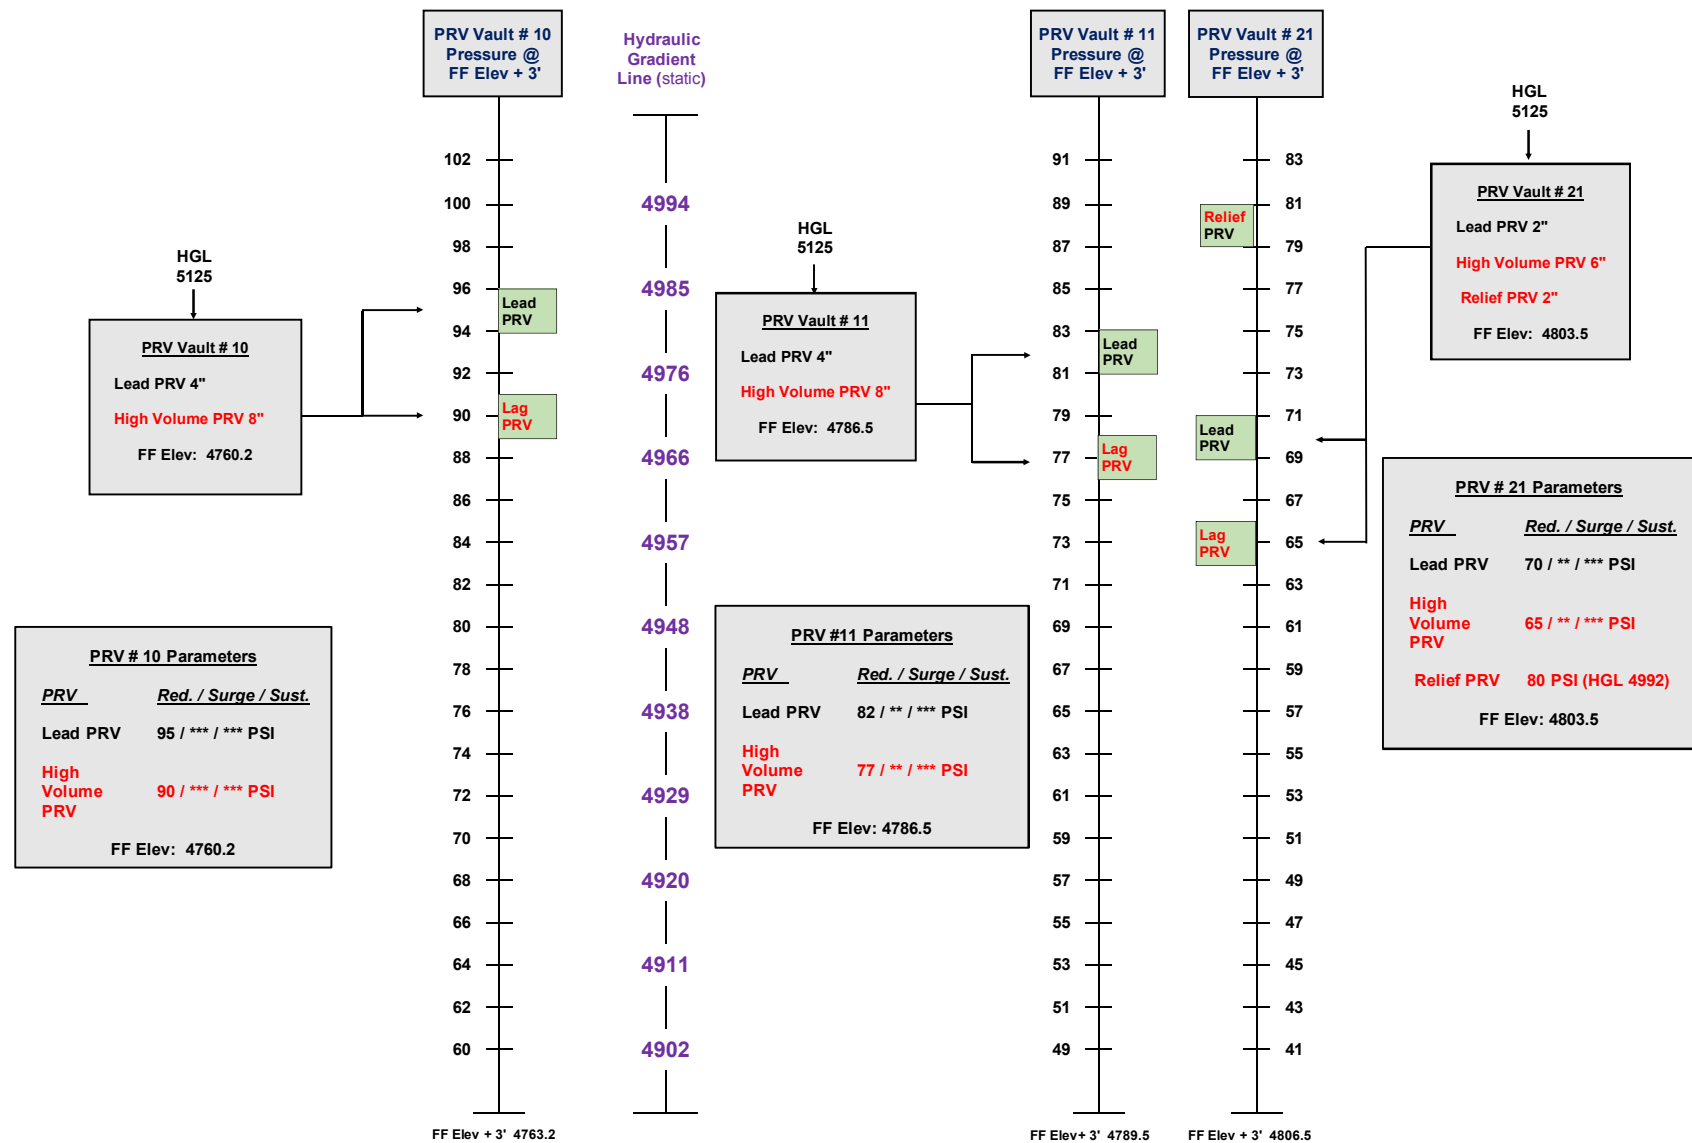 PRV Vault # 10
Pressure @
FF Elev + 3'
Hydraulic
Gradient
Line (static)
PRV Vault # 11
Pressure @
FF Elev + 3'
PRV Vault # 21
Pressure @
FF Elev + 3'
HGL
5125
PRV Vault # 10
Lead PRV 4"
High Volume PRV 8"
FF Elev: 4760.2
PRV # 10 Parameters
PRV Red. / Surge / Sust.
Lead PRV 95 / *** / *** PSI
High
Volume 90 / *** / *** PSI
PRV
FF Elev: 4760.2
102
100
98
96
94
92
90
88
86
84
82
80
78
76
74
72
70
68
66
64
62
60
Lead
PRV
Lag
PRV
FF Elev + 3' 4763.2
4994
4985
4976
4966
4957
4948
4938
4929
4920
4911
4902
HGL
5125
PRV Vault # 11
Lead PRV 4"
High Volume PRV 8"
FF Elev: 4786.5
PRV #11 Parameters
PRV Red. / Surge / Sust.
Lead PRV 82 / ** / *** PSI
High
Volume 77 / ** / *** PSI
PRV
FF Elev: 4786.5
91
89
87
85
83
81
79
77
75
73
71
69
67
65
63
61
59
57
55
53
51
49
Lead
PRV
Lag
PRV
FF Elev+ 3' 4789.5
Relief
PRV
Lead
PRV
Lag
PRV
83
81
79
77
75
73
71
69
67
65
63
61
59
57
55
53
51
49
47
45
43
41
FF Elev + 3' 4806.5
HGL
5125
PRV Vault # 21
Lead PRV 2"
High Volume PRV 6"
Relief PRV 2"
FF Elev: 4803.5
PRV # 21 Parameters
PRV Red. / Surge / Sust.
Lead PRV 70 / ** / *** PSI
High
Volume 65 / ** / *** PSI
PRV
Relief PRV 80 PSI (HGL 4992)
FF Elev: 4803.5